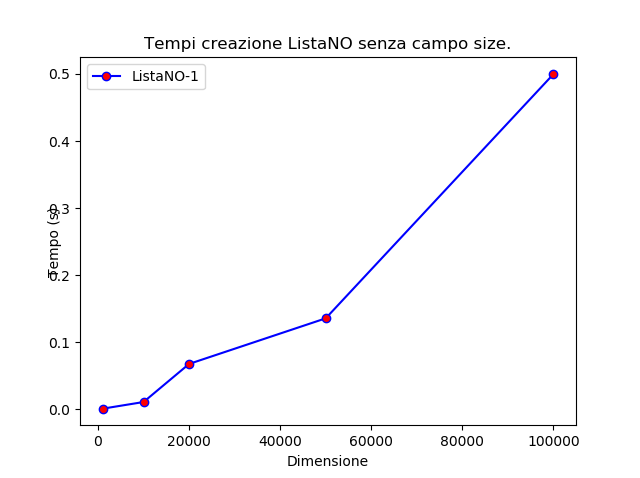 Tempi creazione ListaNO senza campo size.
ListaNO-1
0.5
0.4
0.3
0.2
0.1
0.0
Tempo (s)
0 20000 40000 60000 80000 100000
Dimensione